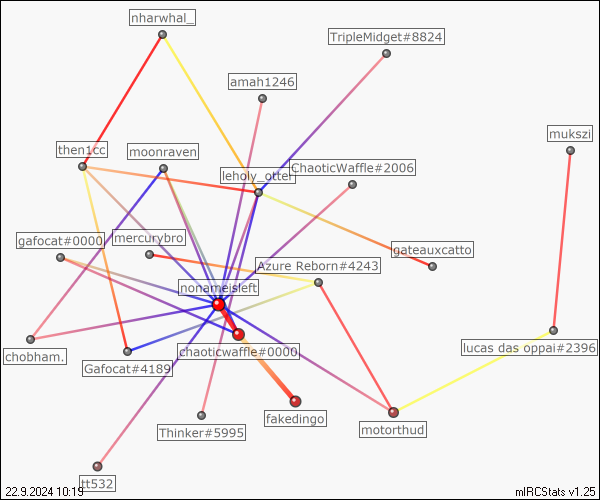 nharwhal_
TripleMidget#8824
amah1246
mukszi
then1cc
moonraven
ChaoticWaffle#2006
leholy_otter
gafocat#0000
mercurybro
gateauxcatto
Azure Reborn#4243
nonameisleft
chobham.
chaoticwaffle#0000
lucas das oppai#2396
Gafocat#4189
fakedingo
motorthud
Thinker#5995
tt532
22.9.2024 10:19
mIRCStats v1.25